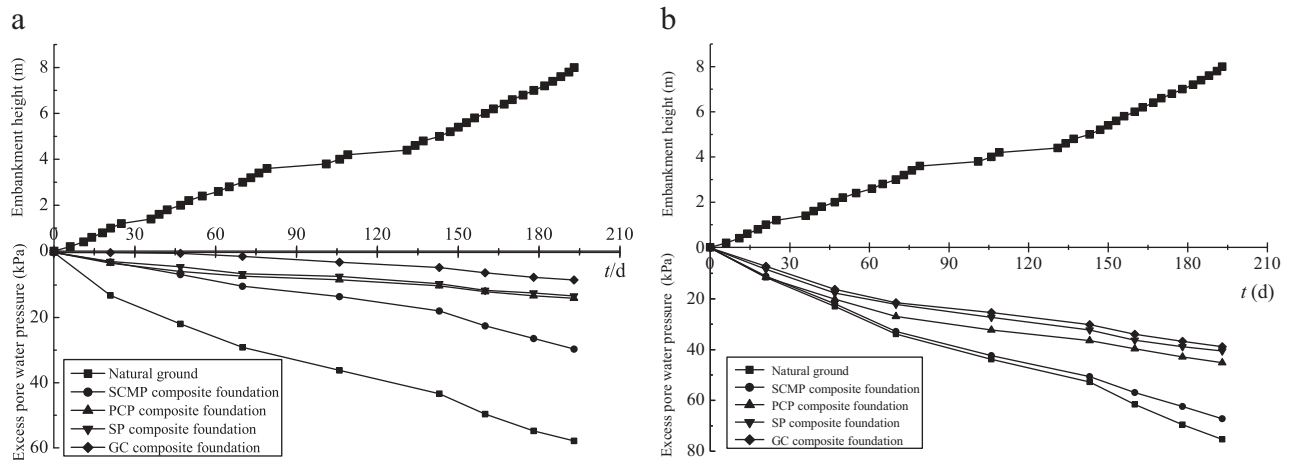 a
Embankment height (m)
8
6
4
2
0
0 30 60 90 120 150 180 210
t/d
Excess pore water pressure (kPa)
20
40
60
Natural ground
SCMP composite foundation
PCP composite foundation
SP composite foundation
GC composite foundation
b
Embankment height (m)
8
6
4
2
0
0 30 60 90 120 150 180 210
t (d)
Excess pore water pressure (kPa)
20
40
60
80
Natural ground
SCMP composite foundation
PCP composite foundation
SP composite foundation
GC composite foundation